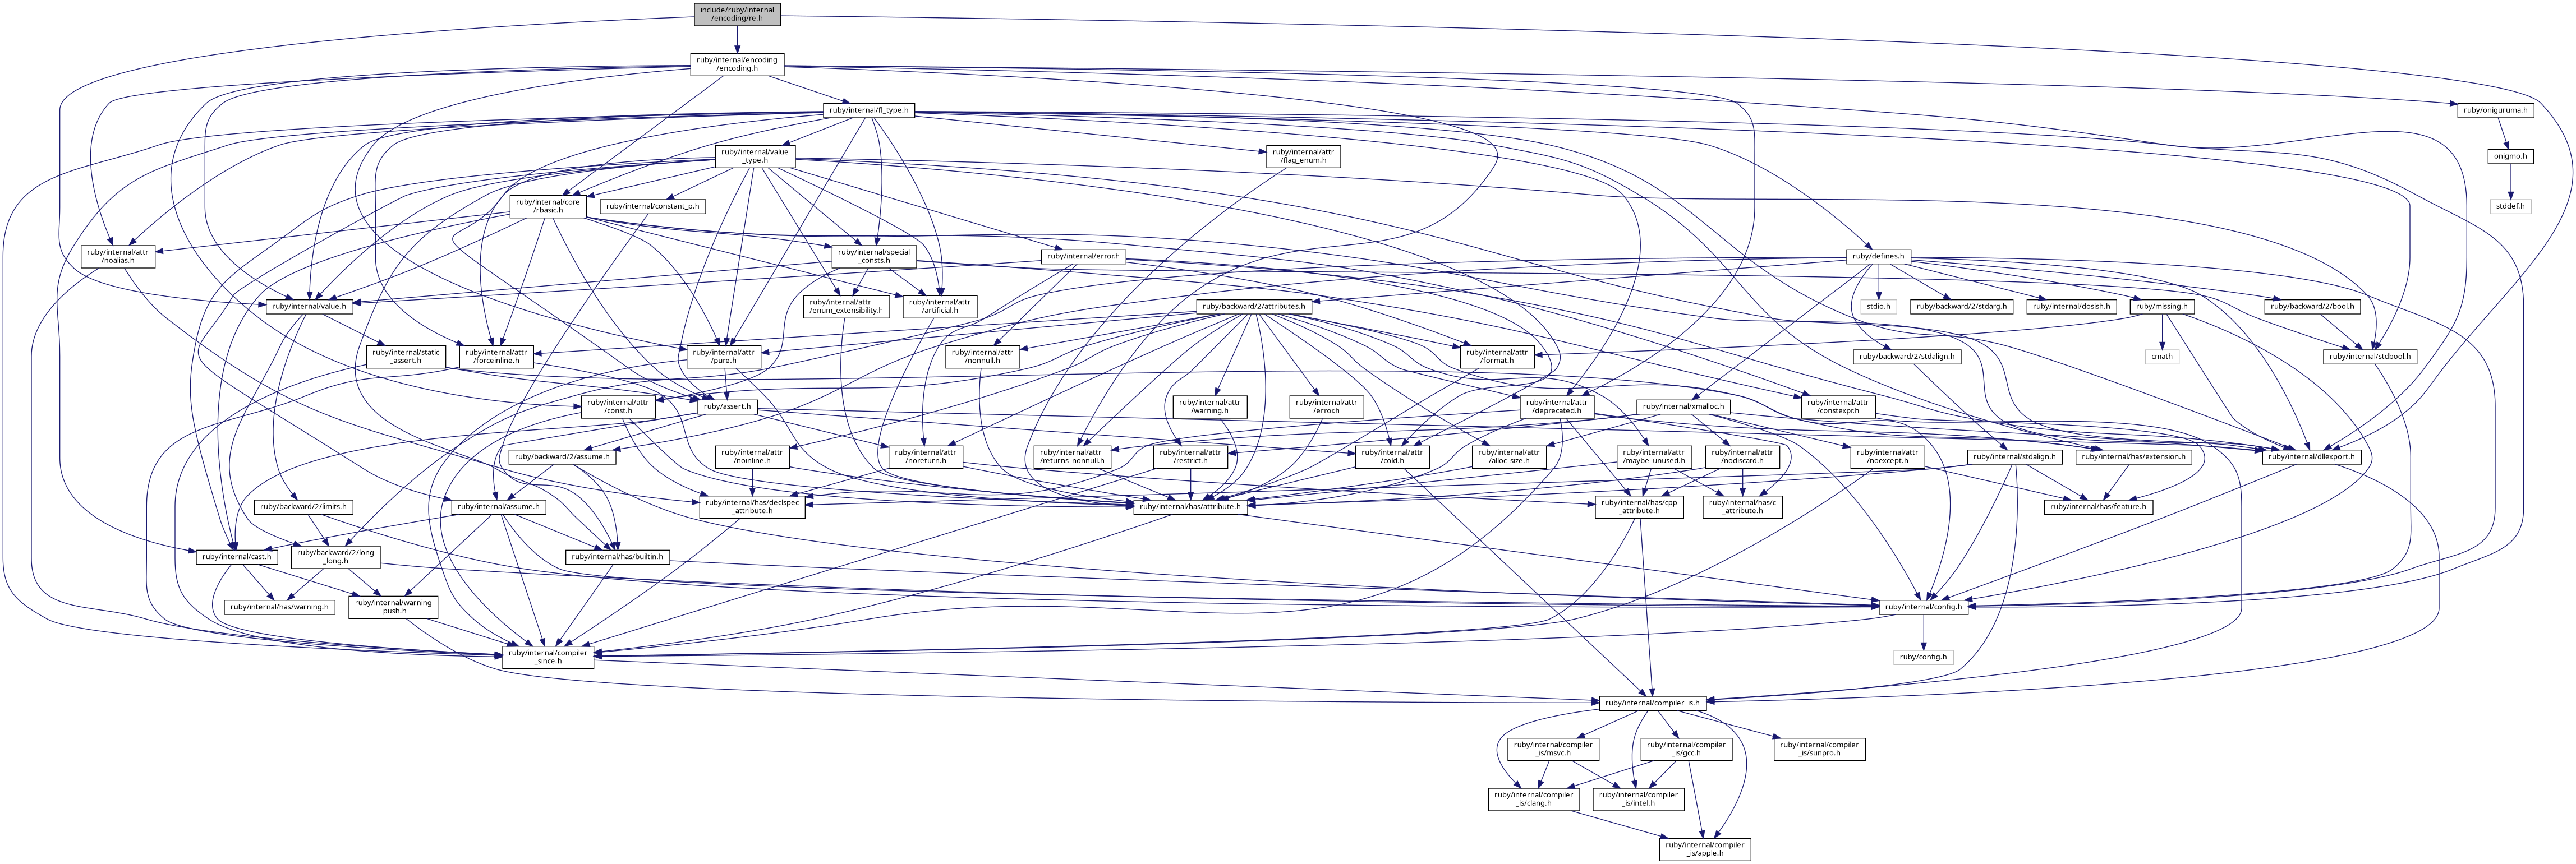 include/ruby/internal
/encoding/re.h
ruby/internal/encoding
/encoding.h
ruby/internal/fl_type.h
ruby/oniguruma.h
ruby/internal/value
_type.h
ruby/internal/attr
/flag_enum.h
onigmo.h
ruby/internal/core
/rbasic.h
ruby/internal/constant_p.h
stddef.h
ruby/internal/attr
/noalias.h
ruby/internal/special
_consts.h
ruby/internal/error.h
ruby/defines.h
ruby/internal/value.h
ruby/internal/attr
/enum_extensibility.h
ruby/internal/attr
/artificial.h
ruby/backward/2/attributes.h
stdio.h
ruby/backward/2/stdarg.h
ruby/internal/dosish.h
ruby/missing.h
ruby/backward/2/bool.h
ruby/internal/static
_assert.h
ruby/internal/attr
/forceinline.h
ruby/internal/attr
/pure.h
ruby/internal/attr
/nonnull.h
ruby/internal/attr
/format.h
ruby/backward/2/stdalign.h
cmath
ruby/internal/stdbool.h
ruby/internal/attr
/const.h
ruby/assert.h
ruby/internal/attr
/warning.h
ruby/internal/attr
/error.h
ruby/internal/attr
/deprecated.h
ruby/internal/xmalloc.h
ruby/internal/attr
/constexpr.h
ruby/backward/2/assume.h
ruby/internal/attr
/noinline.h
ruby/internal/attr
/noreturn.h
ruby/internal/attr
/returns_nonnull.h
ruby/internal/attr
/restrict.h
ruby/internal/attr
/cold.h
ruby/internal/attr
/alloc_size.h
ruby/internal/attr
/maybe_unused.h
ruby/internal/attr
/nodiscard.h
ruby/internal/attr
/noexcept.h
ruby/internal/stdalign.h
ruby/internal/has/extension.h
ruby/internal/dllexport.h
ruby/backward/2/limits.h
ruby/internal/assume.h
ruby/internal/has/declspec
_attribute.h
ruby/internal/has/attribute.h
ruby/internal/has/cpp
_attribute.h
ruby/internal/has/c
_attribute.h
ruby/internal/has/feature.h
ruby/internal/cast.h
ruby/backward/2/long
_long.h
ruby/internal/has/builtin.h
ruby/internal/has/warning.h
ruby/internal/warning
_push.h
ruby/internal/config.h
ruby/internal/compiler
_since.h
ruby/config.h
ruby/internal/compiler_is.h
ruby/internal/compiler
_is/msvc.h
ruby/internal/compiler
_is/gcc.h
ruby/internal/compiler
_is/sunpro.h
ruby/internal/compiler
_is/clang.h
ruby/internal/compiler
_is/intel.h
ruby/internal/compiler
_is/apple.h